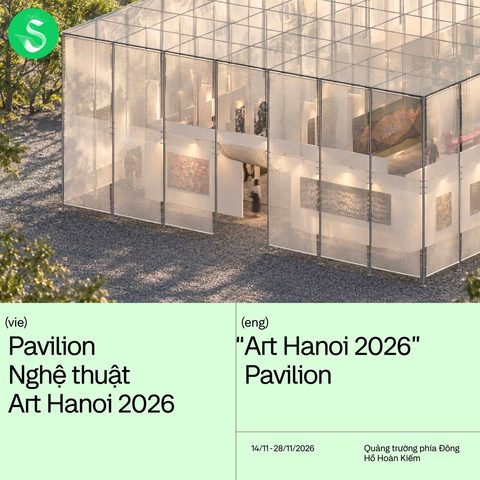 (vie)
Pavilion
Nghệ thuật
Art Hanoi 2026
(eng)
“Art Hanoi 2026”
Pavilion
14/11-28/11/2026
Quảng trường phía Đông
Hồ Hoàn Kiếm